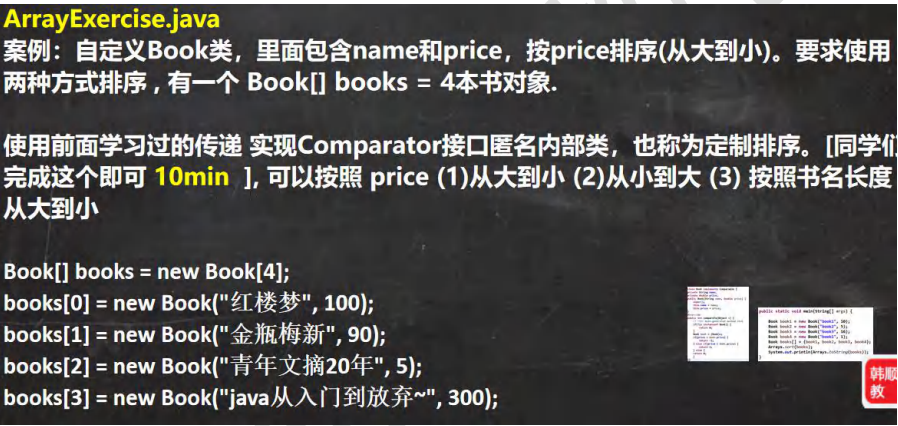 ArrayExercise.java
案例：自定义Book类，里面包含name和price，按price排序(从大到小)。要求使用
两种方式排序 , 有一个 Book[] books = 4本书对象.
使用前面学习过的传递 实现Comparator接口匿名内部类，也称为定制排序。[同学们
完成这个即可 10min ], 可以按照 price (1)从大到小 (2)从小到大 (3) 按照书名长度
从大到小
Book[] books = new Book[4];
books[0] = new Book("红楼梦", 100);
books[1] = new Book("金瓶梅新", 90);
books[2] = new Book("青年文摘20年", 5);
books[3] = new Book("java从入门到放弃~", 300);
public static void main(String[] args) {
韩顺
教